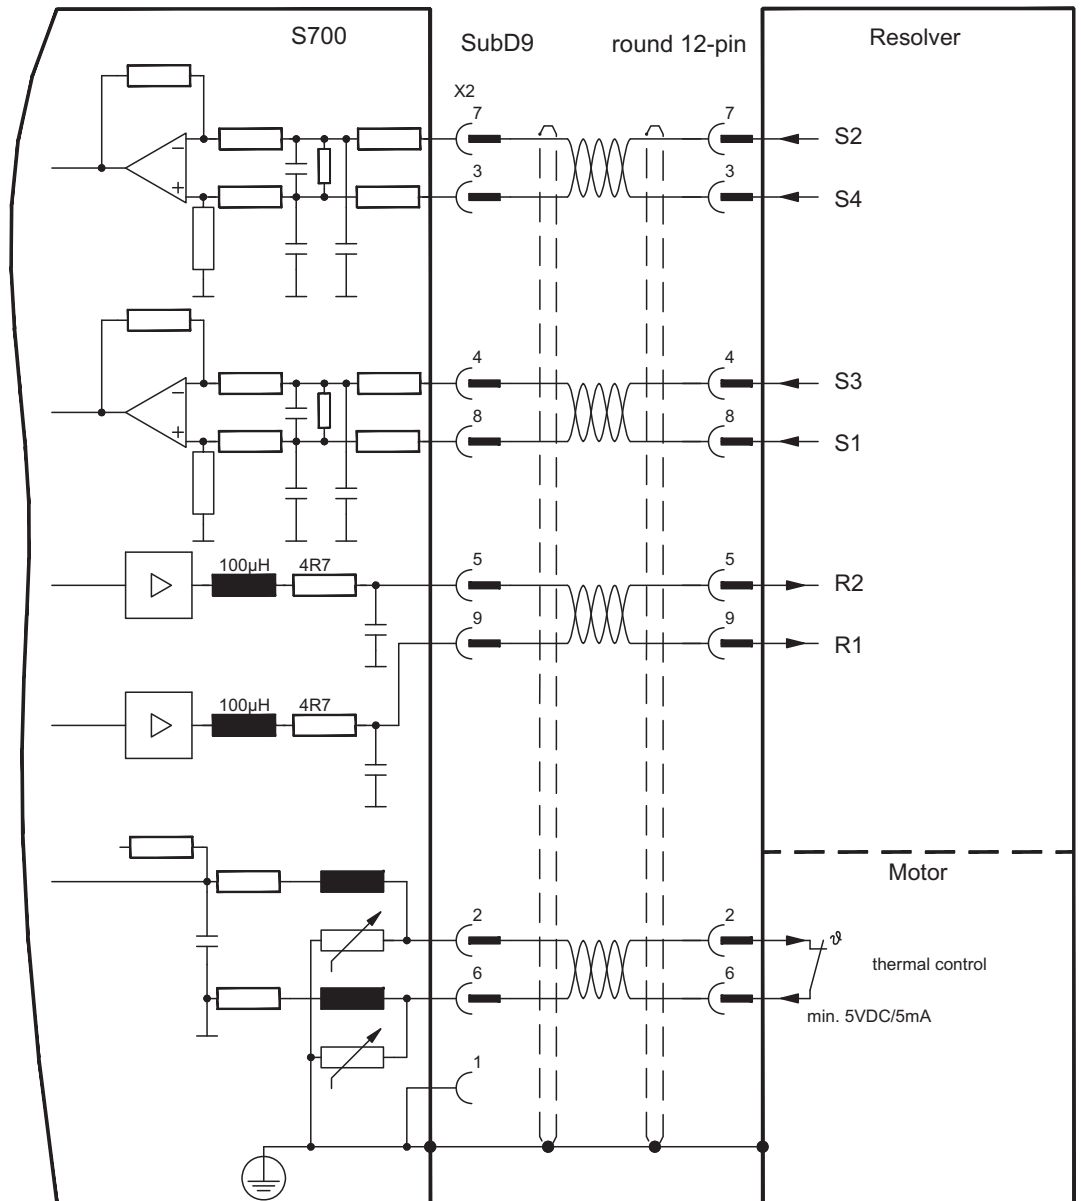 S700
SubD9
round 12-pin
Resolver
X2
7
7
S2
−
+
3
3
S4
4
4
S3
−
+
8
8
S1
100µH
4R7
5
5
R2
9
9
R1
100µH
4R7
Motor
2
2
ϑ
thermal control
6
6
min. 5VDC/5mA
1